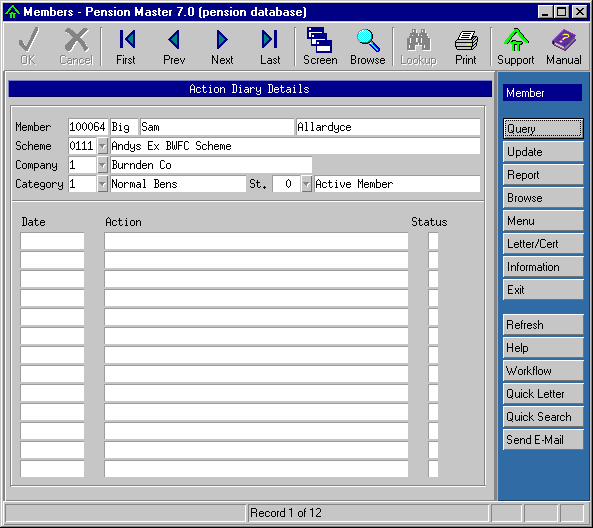 Members - Pension Master 7.0 (pension database)
OK Cancel First Prev Next Last Screen Browse Lookup Print Support Manual
Action Diary Details
Member 100064 Big Sam Allardyce
Scheme 0111 Andys Ex BWFC Scheme
Company 1 Burnden Co
Category 1 Normal Bens St. 0 Active Member
Date Action Status
Member
Query
Update
Report
Browse
Menu
Letter/Cert
Information
Exit
Refresh
Help
Workflow
Quick Letter
Quick Search
Send E-Mail
Record 1 of 12